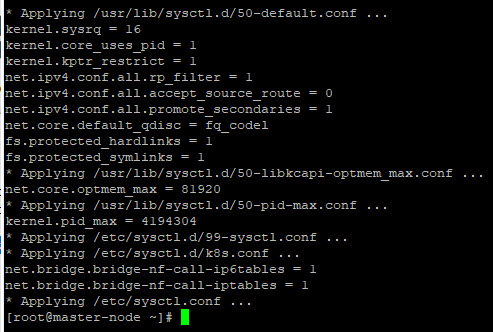 * Applying /usr/lib/sysctl.d/50-default.conf ...
kernel.sysrq = 16
kernel.core_uses_pid = 1
kernel.kptr_restrict = 1
net.ipv4.conf.all.rp_filter = 1
net.ipv4.conf.all.accept_source_route = 0
net.ipv4.conf.all.promote_secondaries = 1
net.core.default_qdisc = fq_codel
fs.protected_hardlinks = 1
fs.protected_symlinks = 1
* Applying /usr/lib/sysctl.d/50-libkcapi-optmem_max.conf ...
net.core.optmem_max = 81920
* Applying /usr/lib/sysctl.d/50-pid-max.conf ...
kernel.pid_max = 4194304
* Applying /etc/sysctl.d/99-sysctl.conf ...
* Applying /etc/sysctl.d/k8s.conf ...
net.bridge.bridge-nf-call-ip6tables = 1
net.bridge.bridge-nf-call-iptables = 1
* Applying /etc/sysctl.conf ...
[root@master-node ~]#